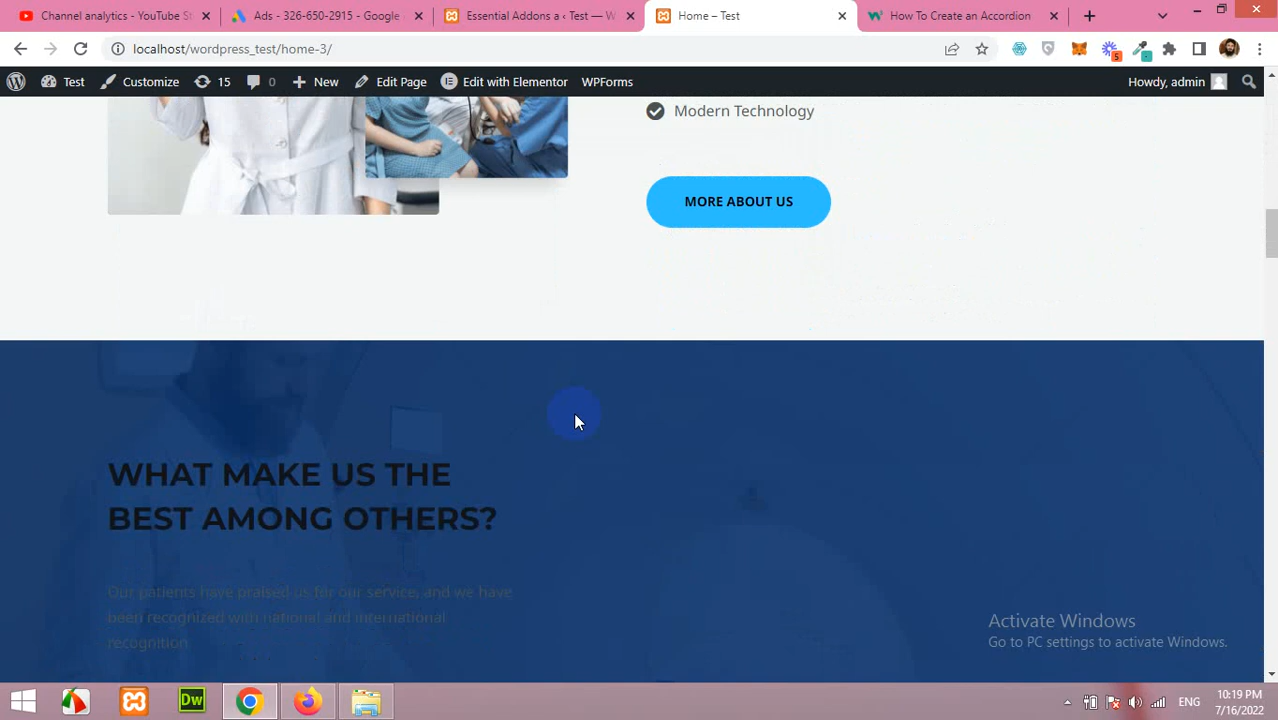 Channel analytics - YouTube St
Ads - 326-650-2915 - Google
Essential Addons a ‹ Test — W
Home – Test
How To Create an Accordion
localhost/wordpress_test/home-3/
5
Test
Customize
15
0
New
Edit Page
Edit with Elementor
WPForms
Howdy, admin
Modern Technology
MORE ABOUT US
WHAT MAKE US THE
BEST AMONG OTHERS?
Our patients have praised us for our service, and we have
been recognized with national and international
recognition
Activate Windows
Go to PC settings to activate Windows.
Dw
ENG
10:19 PM
7/16/2022